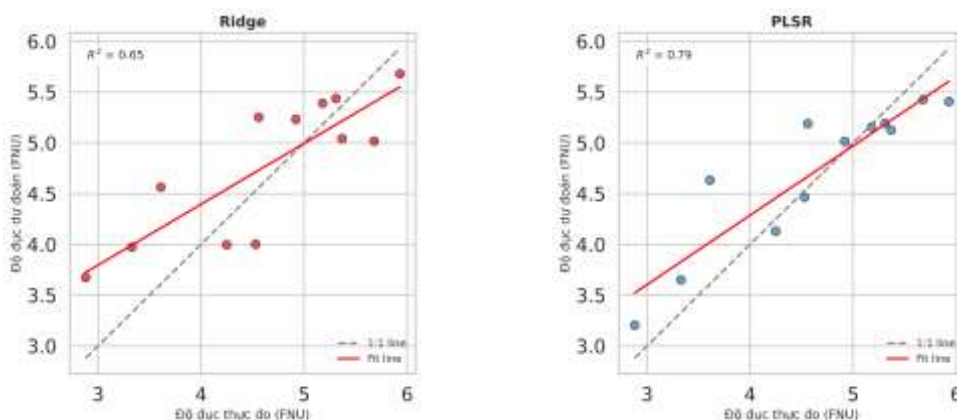 Ridge
R² = 0.65
6.0
5.5
5.0
4.5
4.0
3.5
3.0
Độ đục dự đoán (FNU)
1:1 line
Fit line
3 4 5 6
Độ đục thực đo (FNU)
PLSR
R² = 0.79
6.0
5.5
5.0
4.5
4.0
3.5
3.0
Độ đục dự đoán (FNU)
1:1 line
Fit line
3 4 5 6
Độ đục thực đo (FNU)